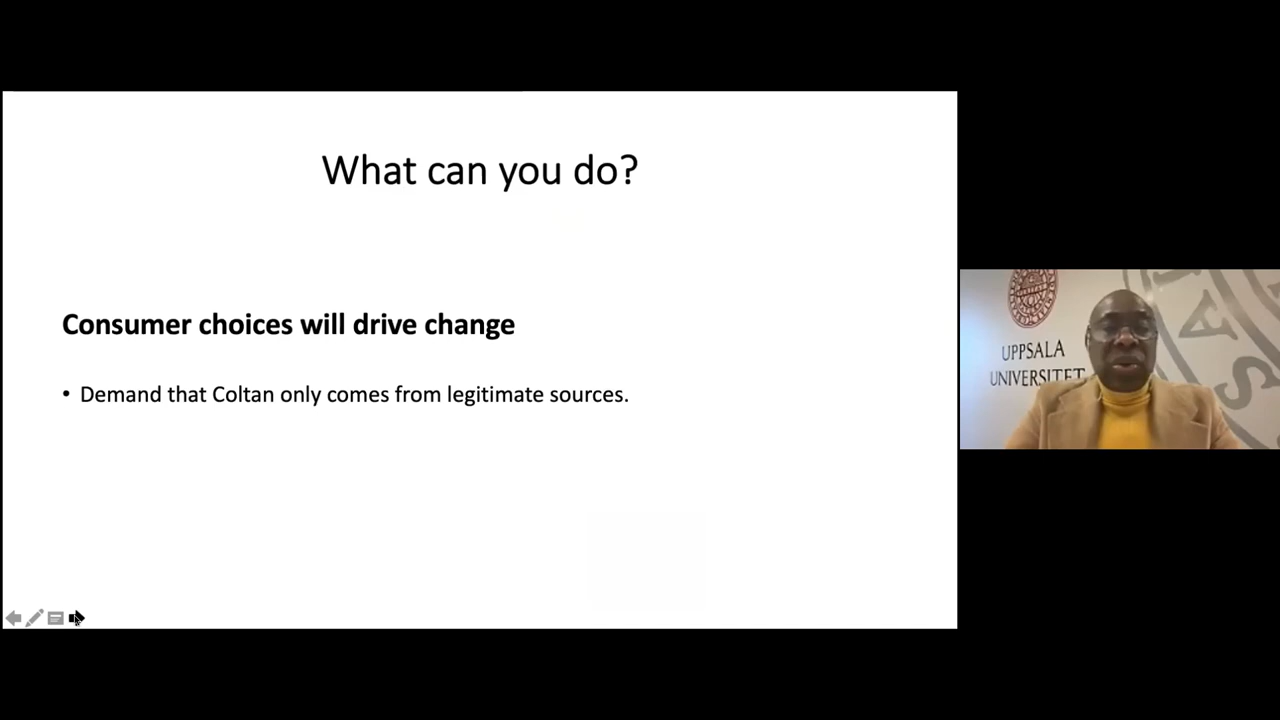 What can you do?
Consumer choices will drive change
• Demand that Coltan only comes from legitimate sources.
UPPSALA
UNIVERSITET